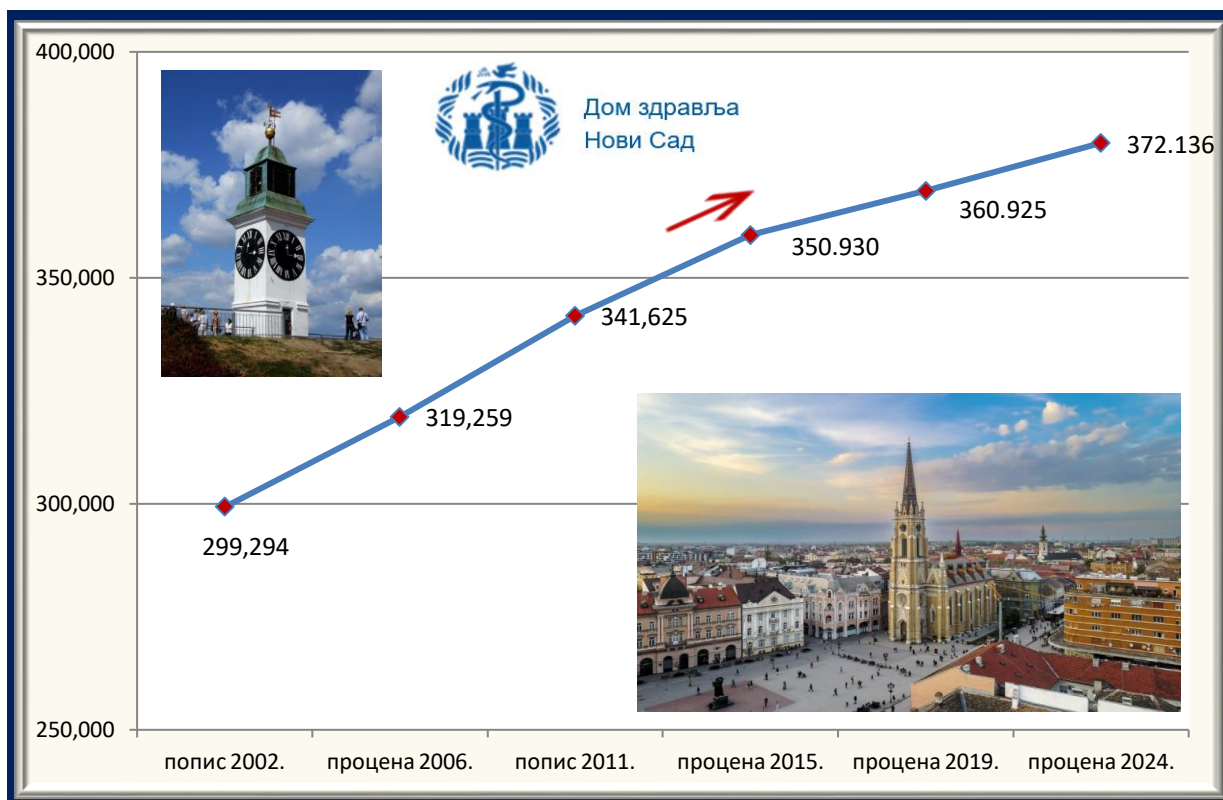 400,000
350,000
300,000
250,000
Дом здравља
Нови Сад
299,294
319,259
341,625
350.930
360.925
372.136
попис 2002.
процена 2006.
попис 2011.
процена 2015.
процена 2019.
процена 2024.